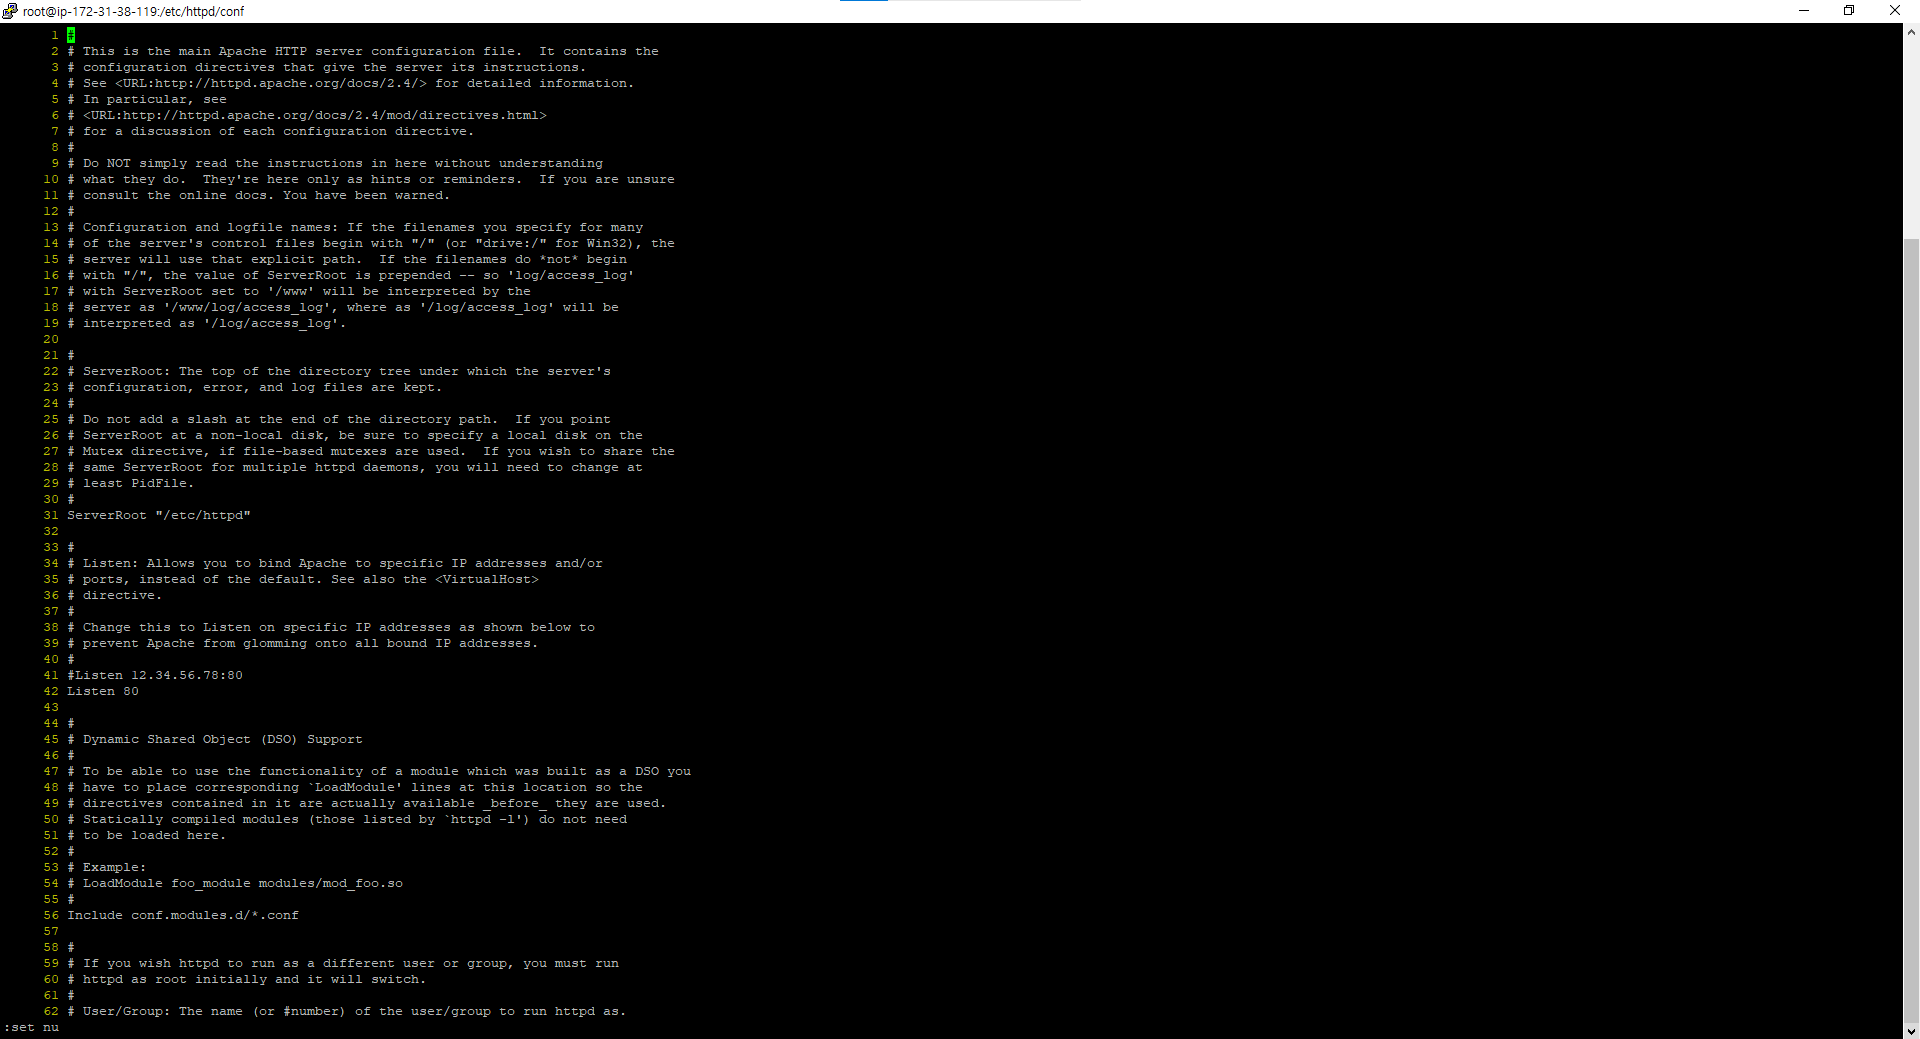 root@ip-172-31-38-119:/etc/httpd/conf
1 #
2 # This is the main Apache HTTP server configuration file.  It contains the
3 # configuration directives that give the server its instructions.
4 # See <URL:http://httpd.apache.org/docs/2.4/> for detailed information.
5 # In particular, see
6 # <URL:http://httpd.apache.org/docs/2.4/mod/directives.html>
7 # for a discussion of each configuration directive.
8 #
9 # Do NOT simply read the instructions in here without understanding
10 # what they do.  They're here only as hints or reminders.  If you are unsure
11 # consult the online docs. You have been warned.
12 #
13 # Configuration and logfile names: If the filenames you specify for many
14 # of the server's control files begin with "/" (or "drive:/" for Win32), the
15 # server will use that explicit path.  If the filenames do *not* begin
16 # with "/", the value of ServerRoot is prepended -- so 'log/access_log'
17 # with ServerRoot set to '/www' will be interpreted by the
18 # server as '/www/log/access_log', where as '/log/access_log' will be
19 # interpreted as '/log/access_log'.
20
21 #
22 # ServerRoot: The top of the directory tree under which the server's
23 # configuration, error, and log files are kept.
24 #
25 # Do not add a slash at the end of the directory path.  If you point
26 # ServerRoot at a non-local disk, be sure to specify a local disk on the
27 # Mutex directive, if file-based mutexes are used.  If you wish to share the
28 # same ServerRoot for multiple httpd daemons, you will need to change at
29 # least PidFile.
30 #
31 ServerRoot "/etc/httpd"
32
33 #
34 # Listen: Allows you to bind Apache to specific IP addresses and/or
35 # ports, instead of the default. See also the <VirtualHost>
36 # directive.
37 #
38 # Change this to Listen on specific IP addresses as shown below to
39 # prevent Apache from glomming onto all bound IP addresses.
40 #
41 #Listen 12.34.56.78:80
42 Listen 80
43
44 #
45 # Dynamic Shared Object (DSO) Support
46 #
47 # To be able to use the functionality of a module which was built as a DSO you
48 # have to place corresponding `LoadModule' lines at this location so the
49 # directives contained in it are actually available _before_ they are used.
50 # Statically compiled modules (those listed by `httpd -l') do not need
51 # to be loaded here.
52 #
53 # Example:
54 # LoadModule foo_module modules/mod_foo.so
55 #
56 Include conf.modules.d/*.conf
57
58 #
59 # If you wish httpd to run as a different user or group, you must run
60 # httpd as root initially and it will switch.
61 #
62 # User/Group: The name (or #number) of the user/group to run httpd as.
:set nu